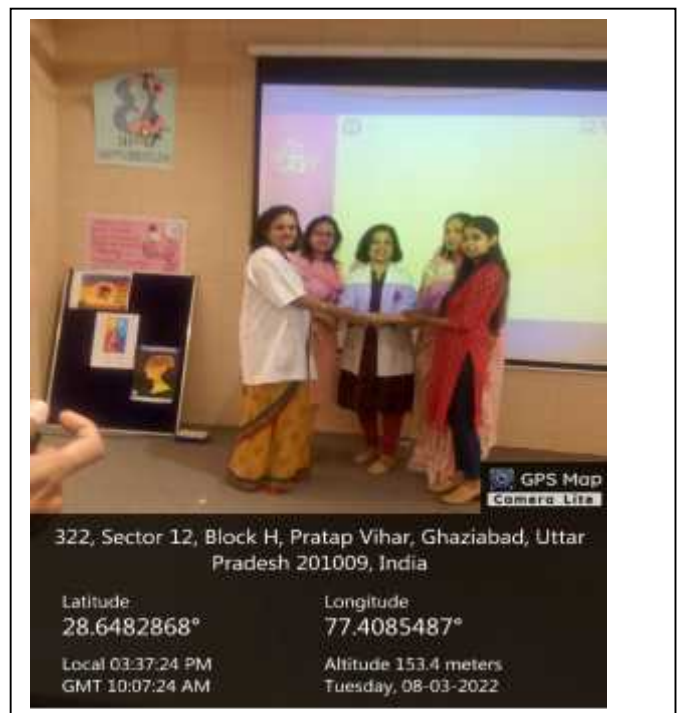 GPS Map
Camera Lite
322, Sector 12, Block H, Pratap Vihar, Ghaziabad, Uttar
Pradesh 201009, India
Latitude
28.6482868°
Longitude
77.4085487°
Local 03:37:24 PM
GMT 10:07:24 AM
Altitude 153.4 meters
Tuesday, 08-03-2022